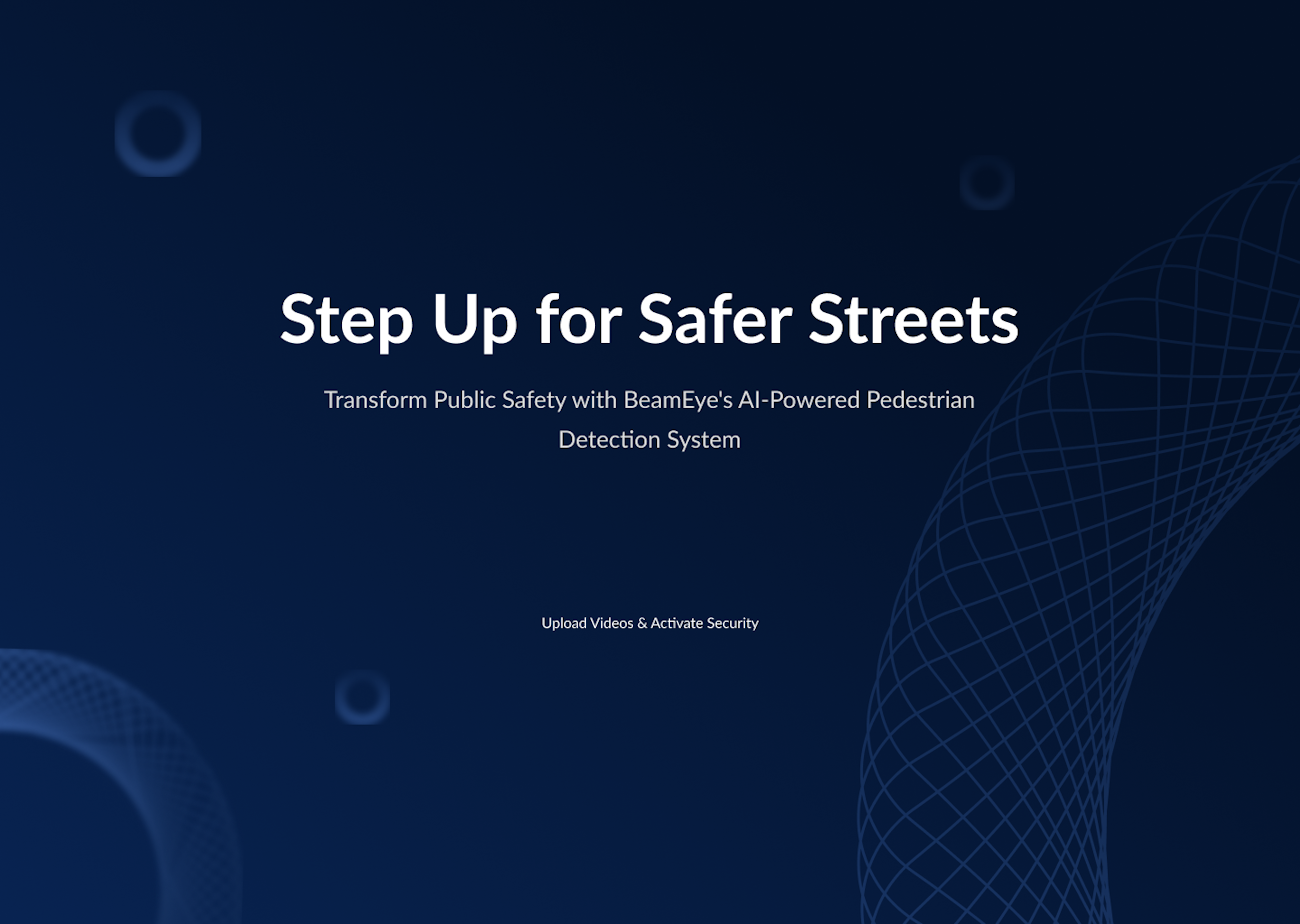 Step Up for Safer Streets
Transform Public Safety with BeamEye's AI-Powered Pedestrian
Detection System
Upload Videos & Activate Security